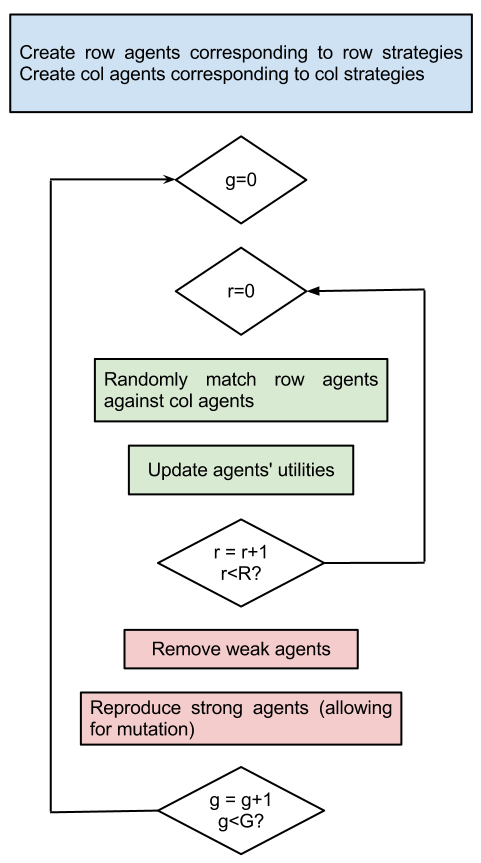 Create row agents corresponding to row strategies
Create col agents corresponding to col strategies
g=0
r=0
Randomly match row agents
against col agents
Update agents' utilities
r = r+1
r<R?
Remove weak agents
Reproduce strong agents (allowing
for mutation)
g = g+1
g<G?